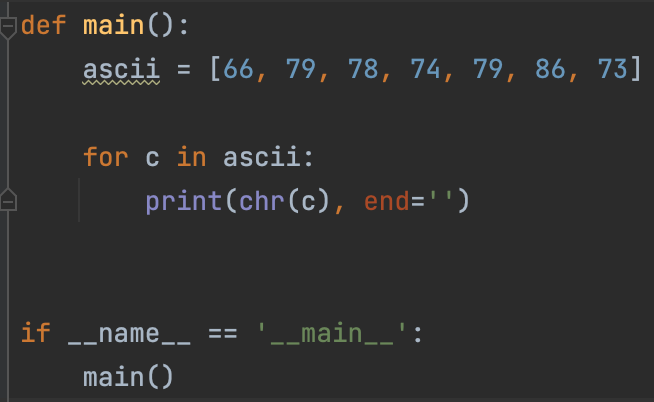 def main():
    ascii = [66, 79, 78, 74, 79, 86, 73]
    for c in ascii:
        print(chr(c), end='')
if __name__ == '__main__':
    main()